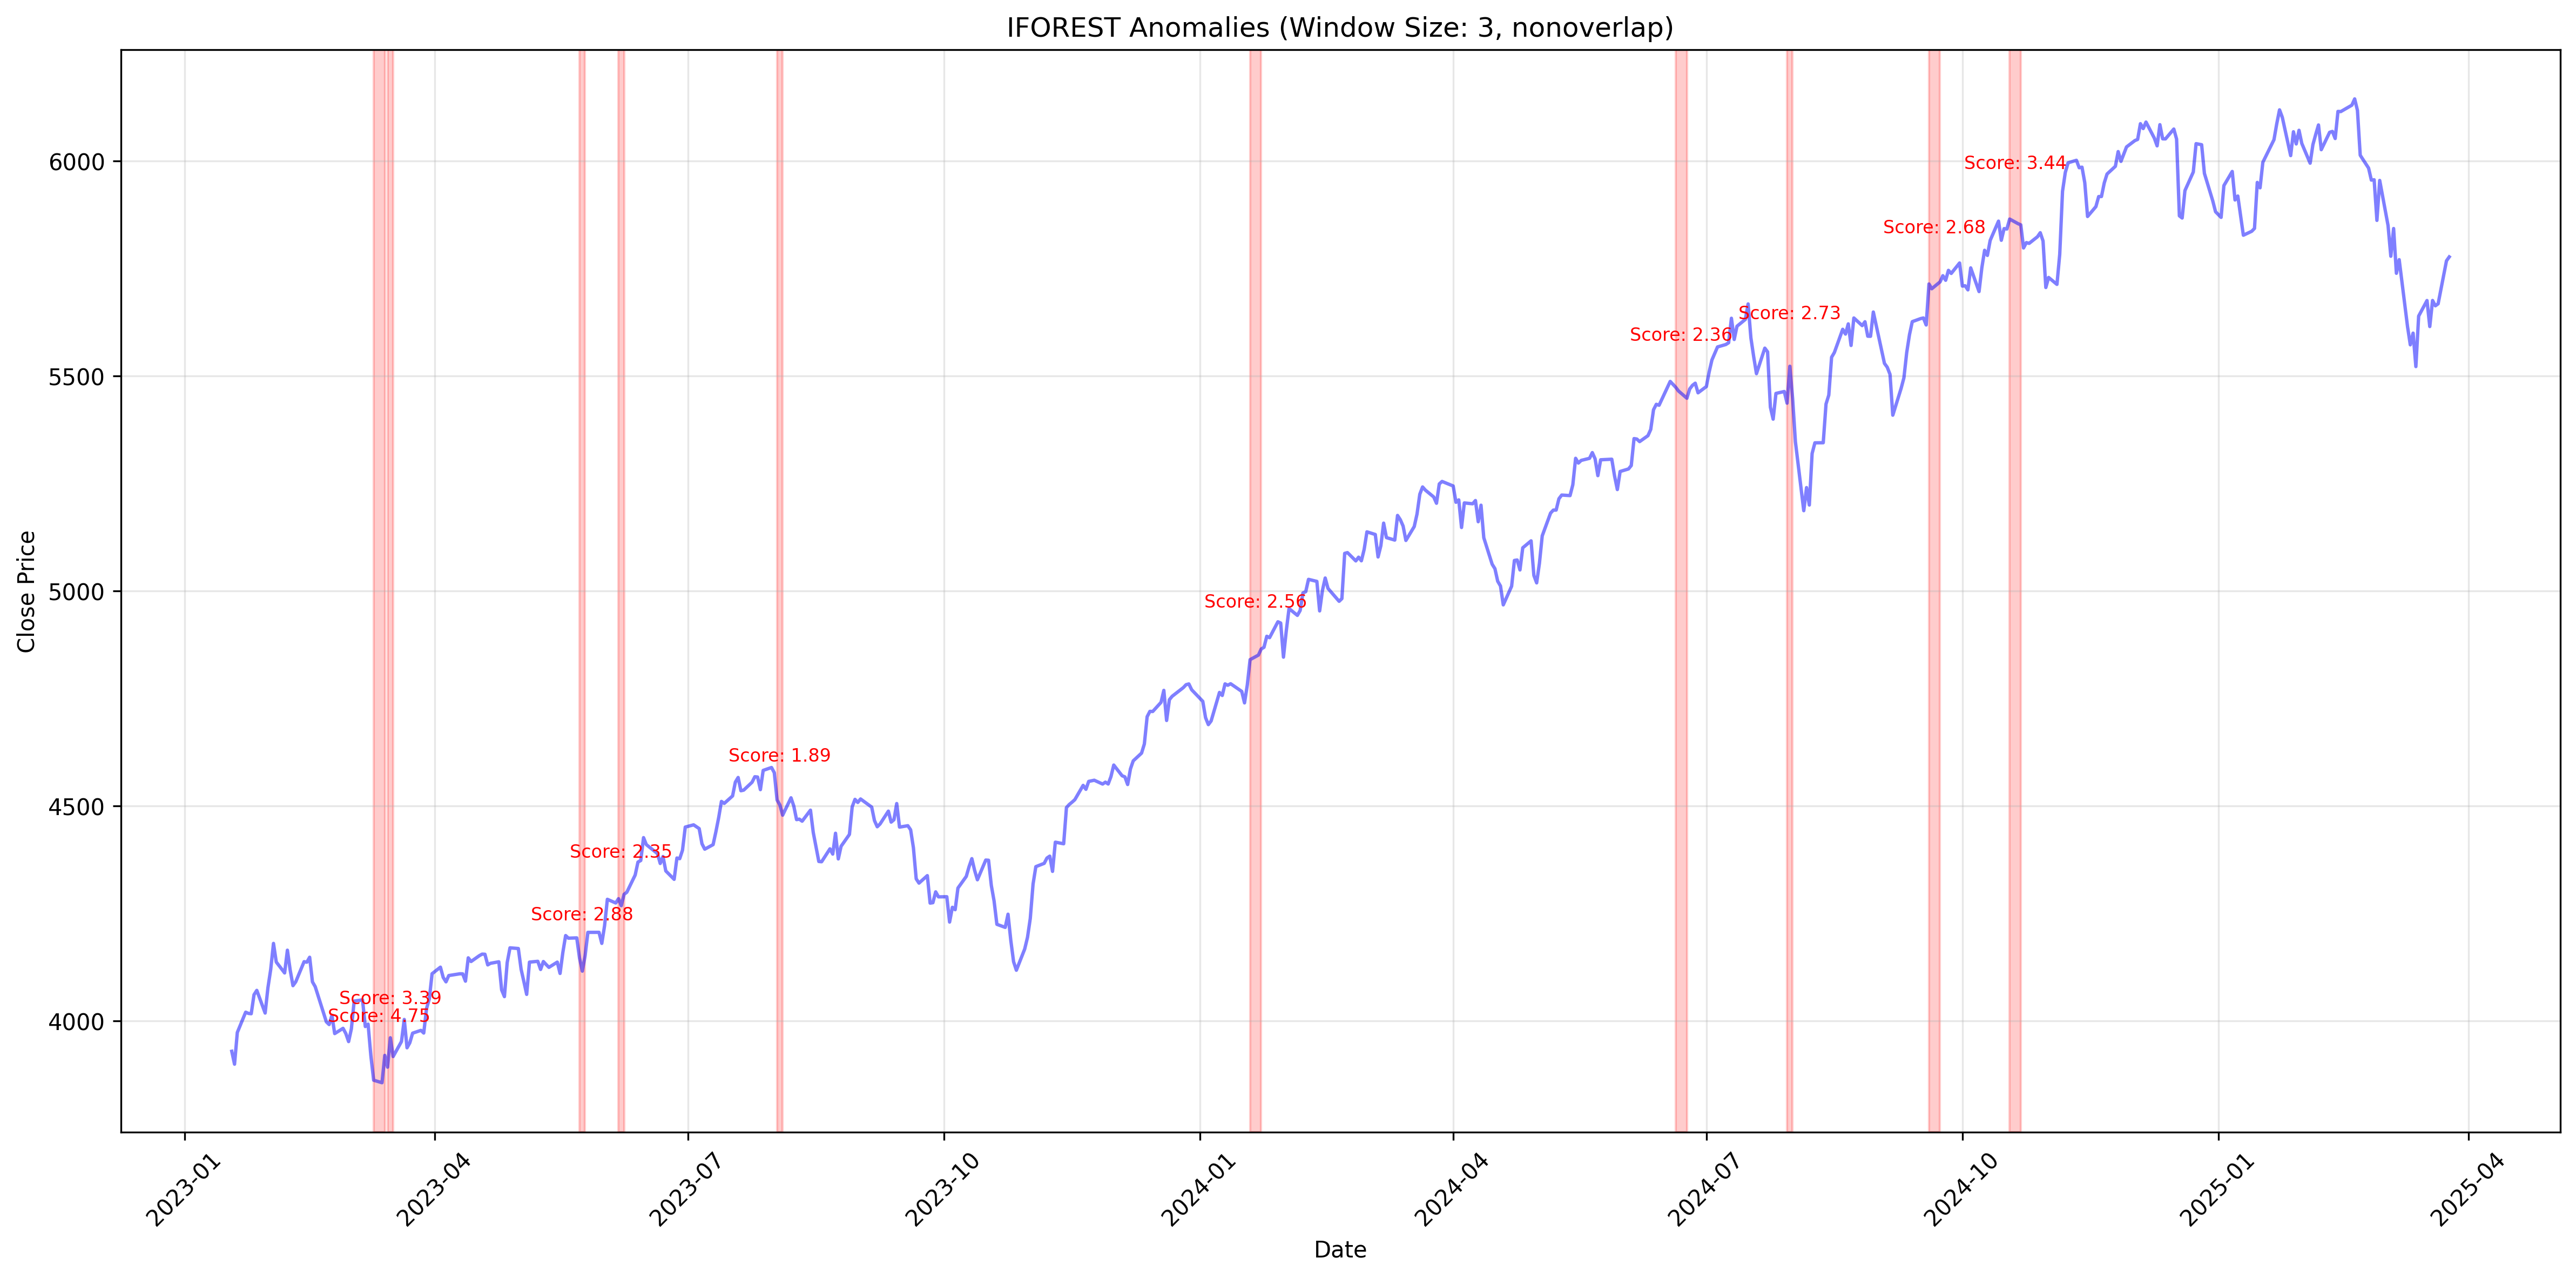 IFOREST Anomalies (Window Size: 3, nonoverlap)
Close Price
6000
5500
5000
4500
4000
Score: 4.75
Score: 3.39
Score: 2.88
Score: 2.35
Score: 1.89
Score: 2.56
Score: 2.36
Score: 2.73
Score: 2.68
Score: 3.44
2023-01
2023-04
2023-07
2023-10
2024-01
2024-04
2024-07
2024-10
2025-01
2025-04
Date